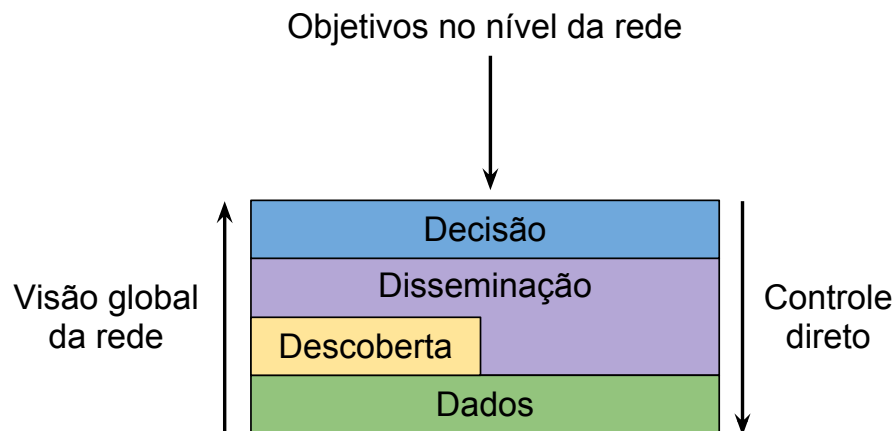 Objetivos no nível da rede
Decisão
Disseminação
Visão global
da rede
Controle
direto
Descoberta
Dados